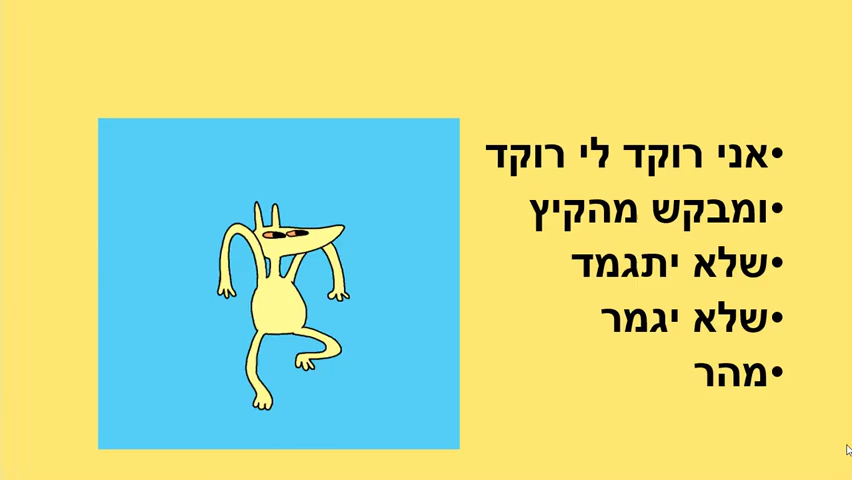 •אני רוקד לי רוקד
•ומבקש מהקיץ
•שלא יתגמד
•שלא יגמר
•מהר